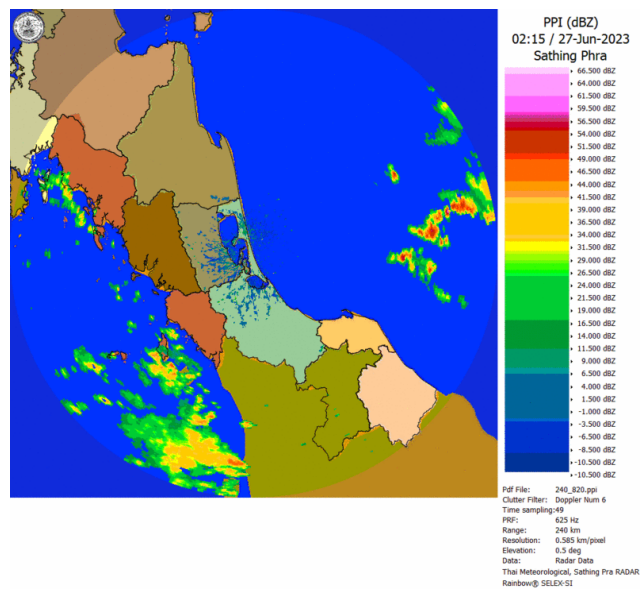 PPI (dBZ)
02:15 / 27-Jun-2023
Sathing Phra
66.500 dBZ
64.000 dBZ
61.500 dBZ
59.500 dBZ
56.500 dBZ
54.000 dBZ
51.500 dBZ
49.000 dBZ
46.500 dBZ
44.000 dBZ
41.500 dBZ
39.000 dBZ
36.500 dBZ
34.000 dBZ
31.500 dBZ
29.000 dBZ
26.500 dBZ
24.000 dBZ
21.500 dBZ
19.000 dBZ
16.500 dBZ
14.000 dBZ
11.500 dBZ
9.000 dBZ
6.500 dBZ
4.000 dBZ
1.500 dBZ
-1.000 dBZ
-3.500 dBZ
-6.500 dBZ
-8.500 dBZ
-10.500 dBZ
-10.500 dBZ
Pdf File: 240_820.ppi
Clutter Filter: Doppler Num 6
Time sampling:49
PRF: 625 Hz
Range: 240 km
Resolution: 0.585 km/pixel
Elevation: 0.5 deg
Data: Radar Data
Thai Meteorological, Sathing Pra RADAR
Rainbow® SELEX-SI